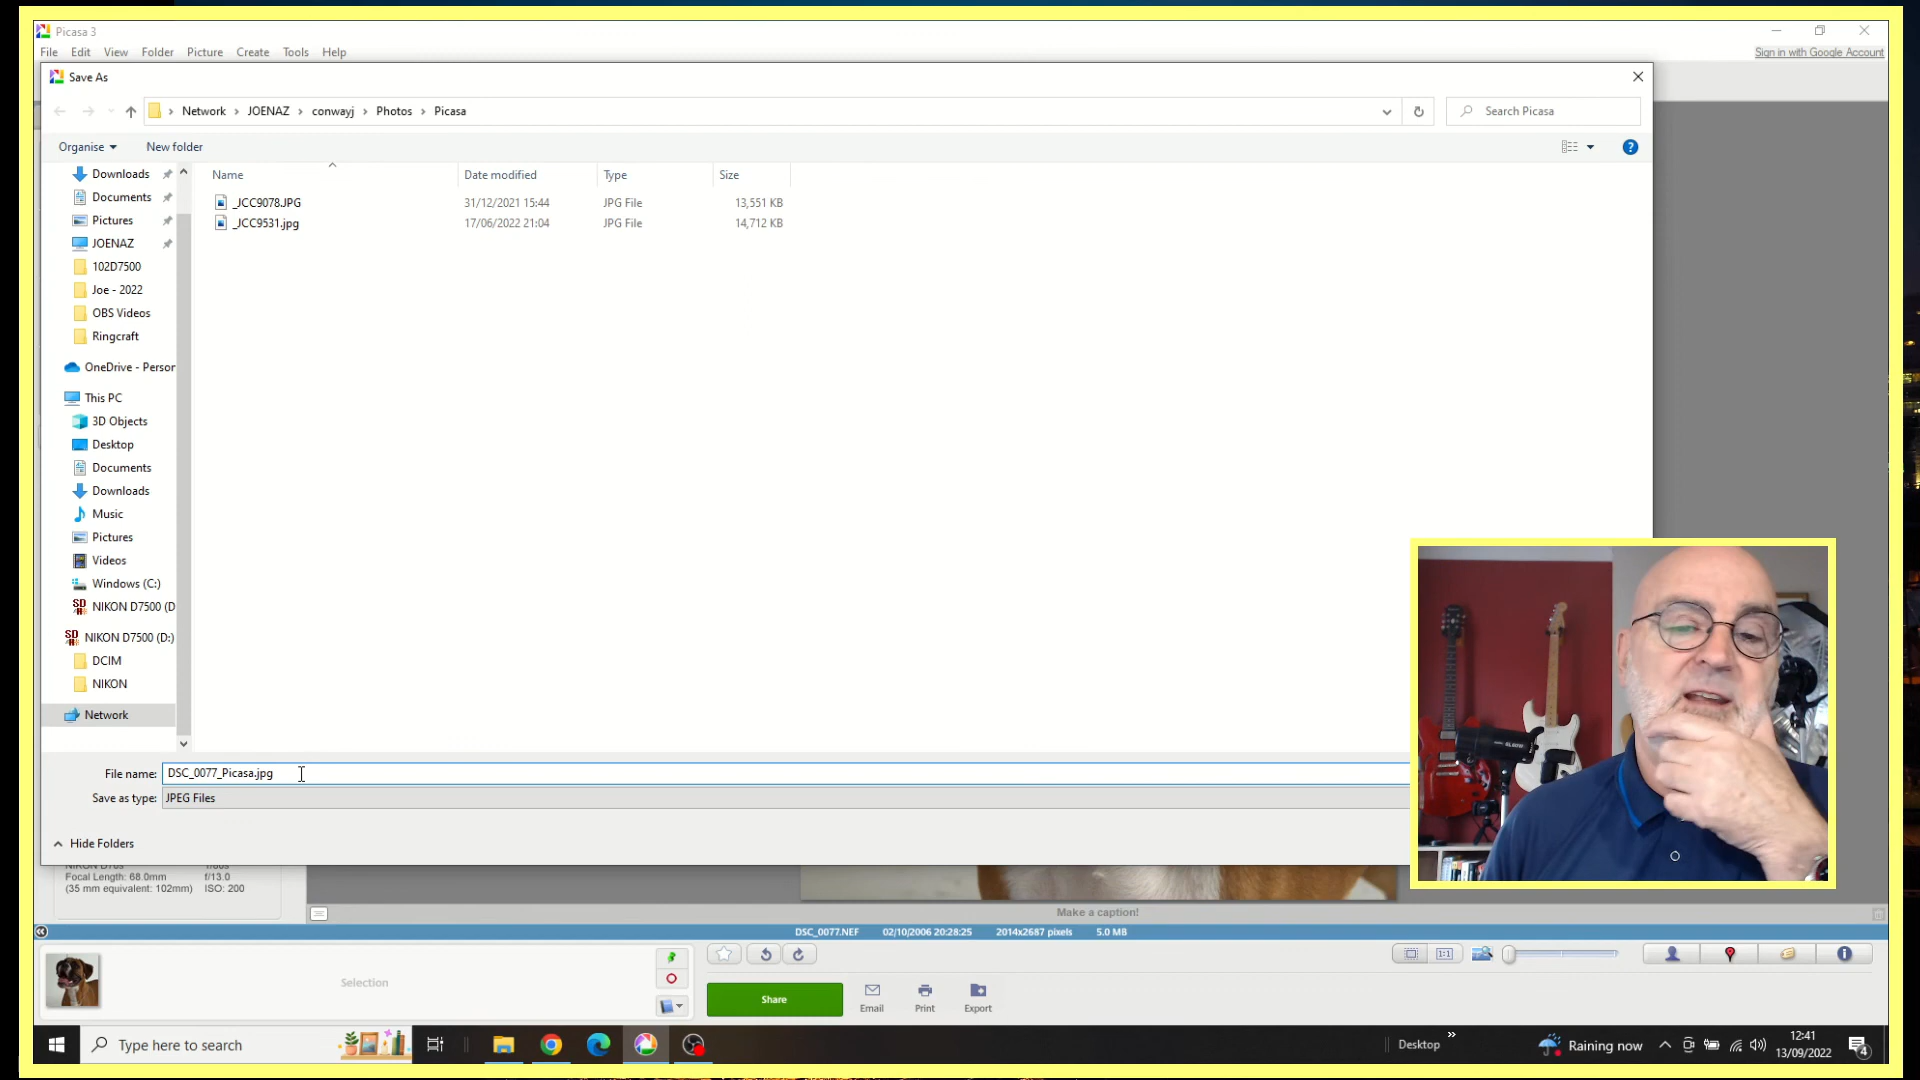 Picasa 3
File Edit View Folder Picture Create Tools Help
Sign in with Google Account
Save As
Network > JOENAZ > conwayj > Photos > Picasa
Search Picasa
Organise
New folder
Name Date modified Type Size
_JCC9078.JPG 31/12/2021 15:44 JPG File 13,551 KB
_JCC9531.jpg 17/06/2022 21:04 JPG File 14,712 KB
Downloads
Documents
Pictures
JOENAZ
102D7500
Joe - 2022
OBS Videos
Ringcraft
OneDrive - Person
This PC
3D Objects
Desktop
Documents
Downloads
Music
Pictures
Videos
Windows (C:)
NIKON D7500 (D
NIKON D7500 (D:)
DCIM
NIKON
Network
File name: DSC_0077_Picasa.jpg
Save as type: JPEG Files
Hide Folders
Focal Length: 68.0mm f/13.0
(35 mm equivalent: 102mm) ISO: 200
Make a caption!
DSC_0077.NEF 02/10/2006 20:28:25 2014x2687 pixels 5.0 MB
Selection
1:1
Share
Email
Print
Export
Type here to search
Desktop
Raining now
12:41
13/09/2022
4